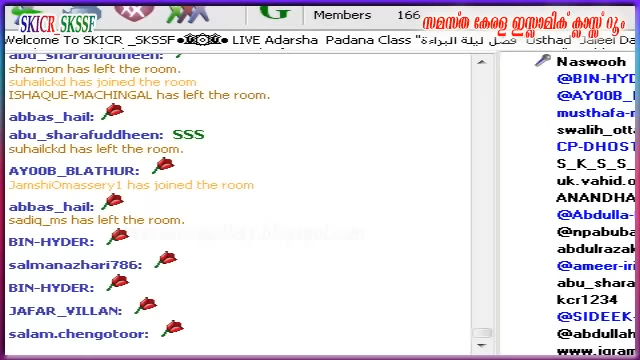 SKICR SKSSF
Members 166
സമസ്ത കേരള ഇസ്ലാമിക് ക്ലാസ്സ് റൂം
Welcome To SKICR _SKSSF LIVE Adarsha Padana Class "فضل ليلة البراءة" Usthad Jaleel Da
abu_sharafuddheen:
sharmon has left the room.
suhailckd has joined the room
ISHAQUE-MACHINGAL has left the room.
abbas_hail:
abu_sharafuddheen: SSS
suhailckd has left the room.
AYOOB_BLATHUR:
JamshiOmassery1 has joined the room
abbas_hail:
sadiq_ms has left the room.
BIN-HYDER:
salmanazhari786:
BIN-HYDER:
JAFAR_VILLAN:
salam.chengotoor:
Naswooh
@BIN-HYD
@AYOOB_B
musthafa-m
swalih_otta
CP-DHOST
S_K_S_S_
uk.vahid.o
ANANDHA
@Abdulla-
@npabuba
abdulrazak
@ameer-iri
abu_shara
kcr1234
@SIDEEK-
@abdullah
www.iqram